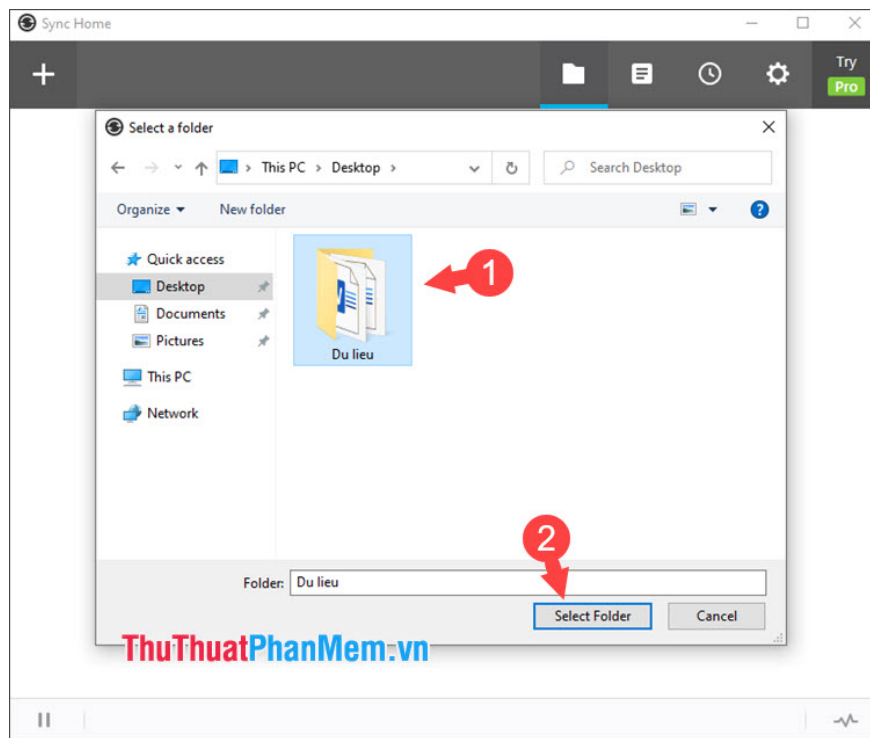 Sync Home
Try
Pro
Select a folder
This PC > Desktop >
Search Desktop
Organize
New folder
Quick access
Desktop
Documents
Pictures
This PC
Network
Du lieu
1
2
Folder: Du lieu
Select Folder
Cancel
ThuThuatPhanMem.vn